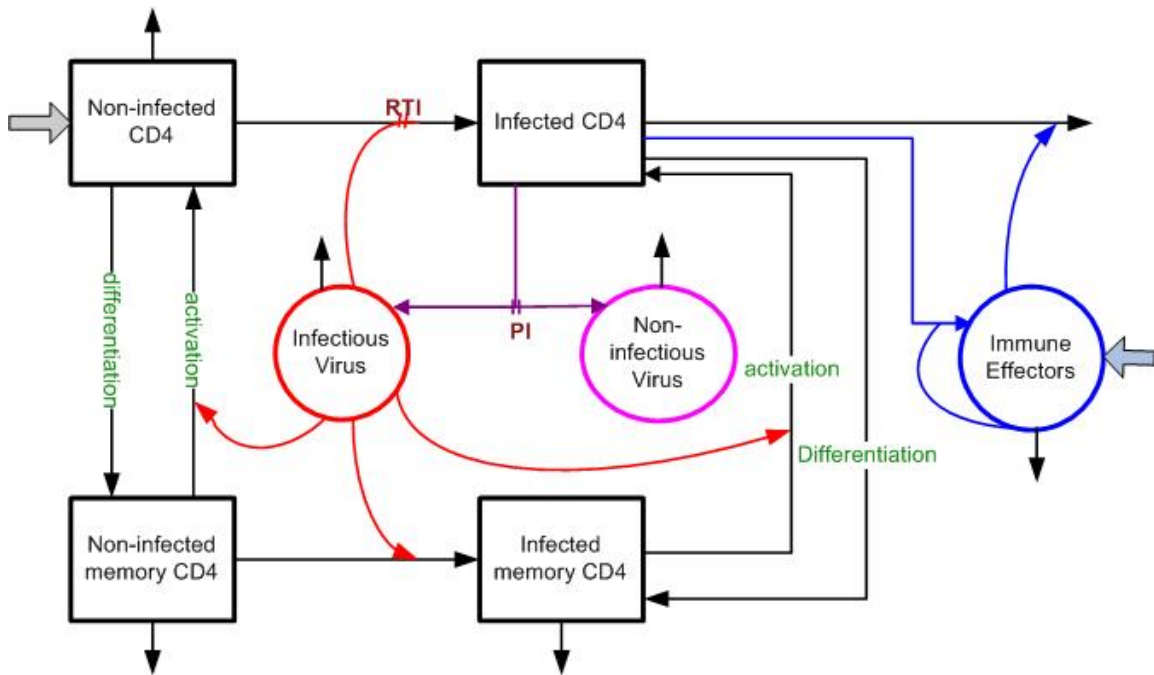 Non-infected
CD4
RTI
Infected CD4
differentiation
activation
Infectious
Virus
PI
Non-
infectious
Virus
activation
Immune
Effectors
Differentiation
Non-infected
memory CD4
Infected
memory CD4